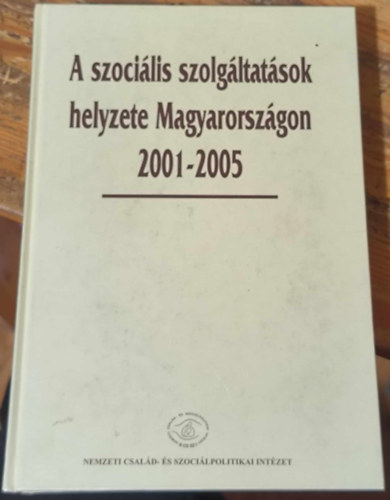 A szociális szolgáltatások
helyzete Magyarországon
2001-2005
NEMZETI CSALÁD- ÉS SZOCIÁLPOLITIKAI INTÉZET